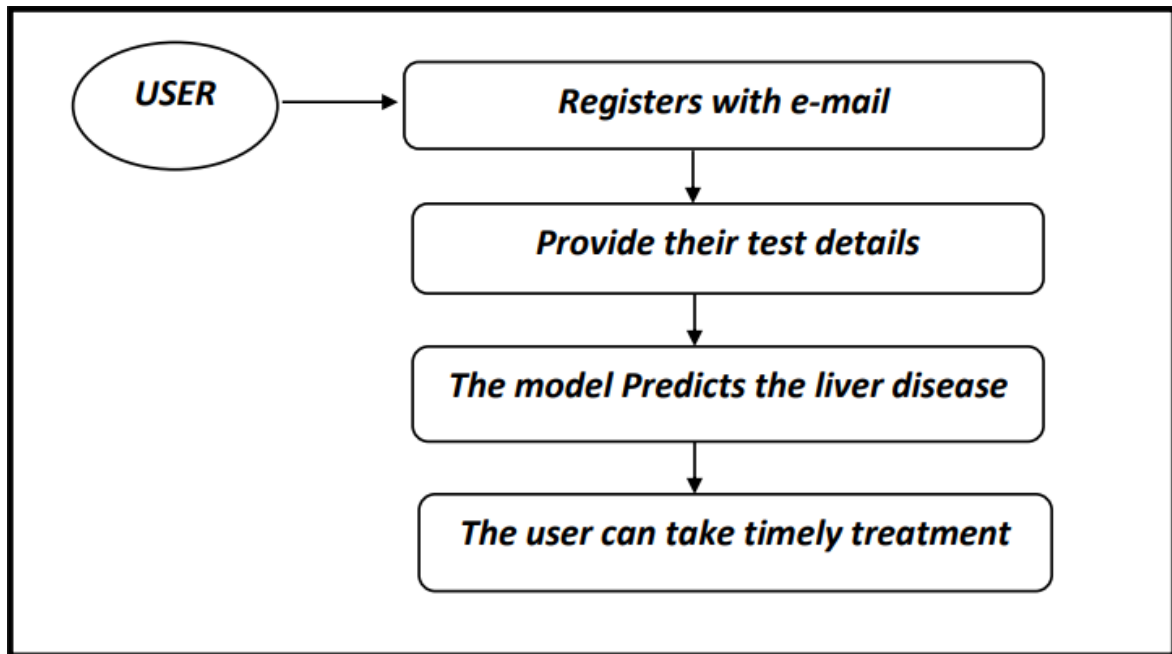 USER
Registers with e-mail
Provide their test details
The model Predicts the liver disease
The user can take timely treatment